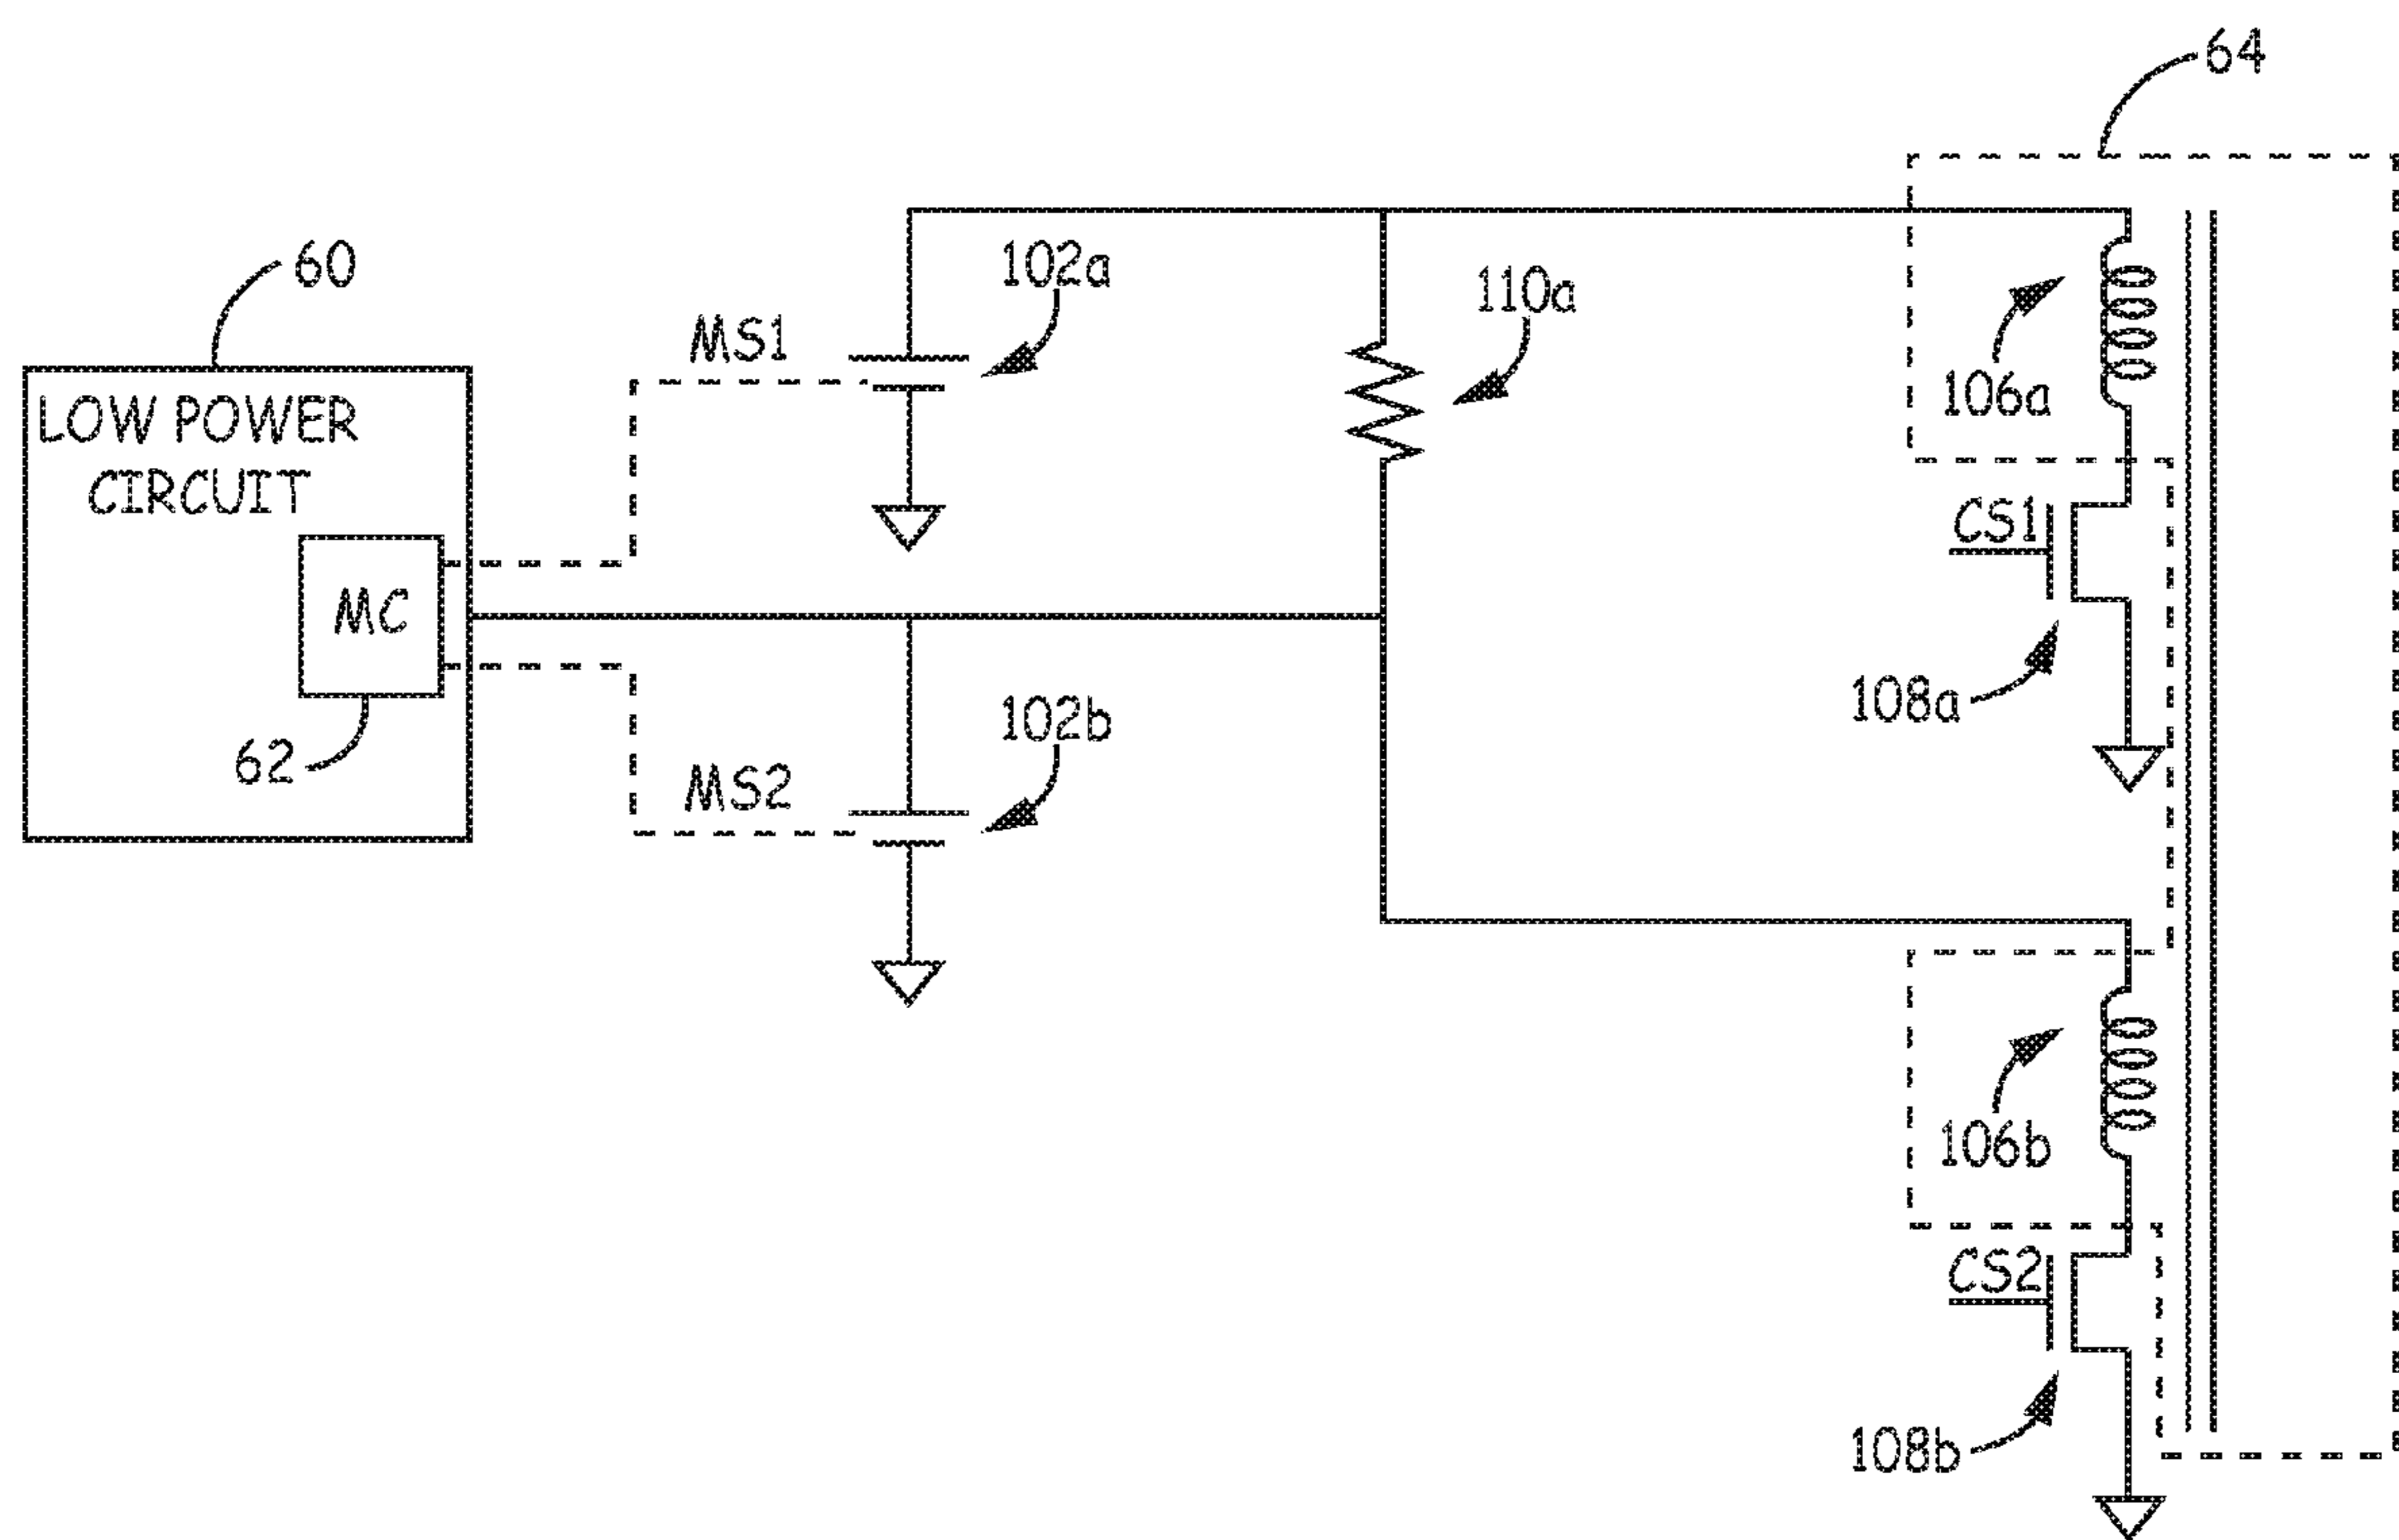 64
60
102a
110a
MS1
106a
LOW POWER
CIRCUIT
CS1
MC
108a
102b
62
MS2
106b
CS2
108b